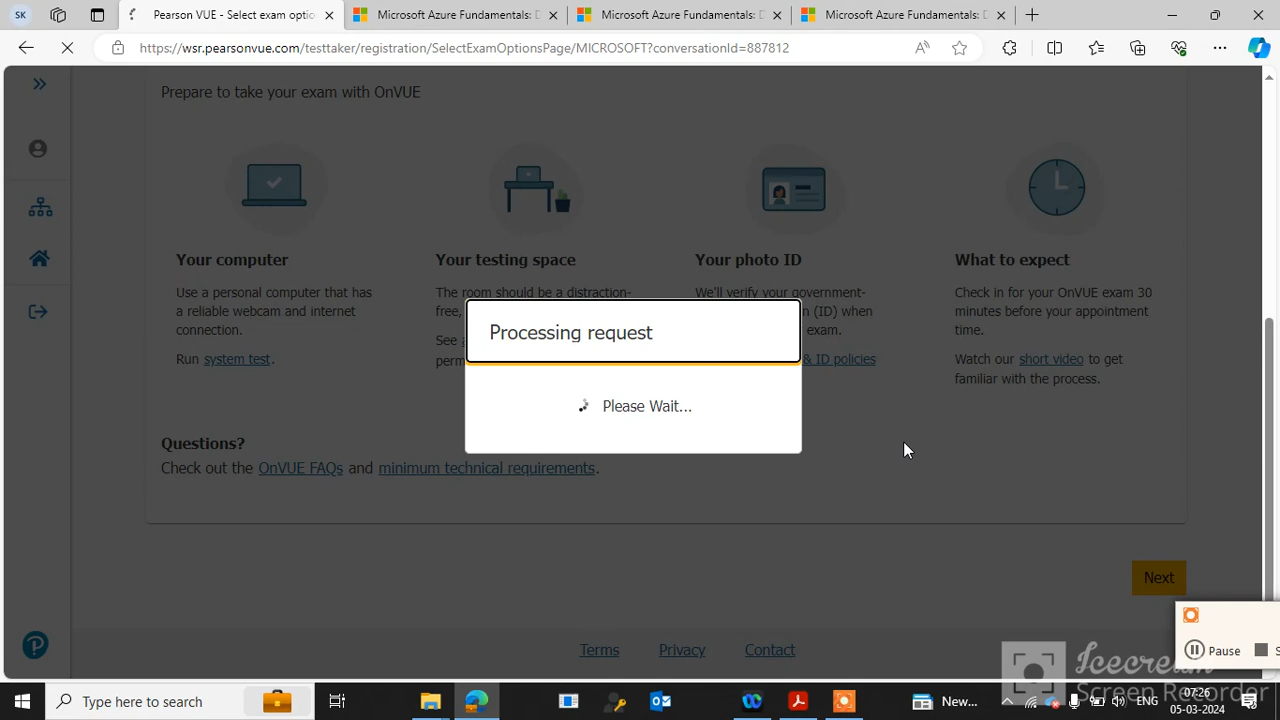 SK
Pearson VUE - Select exam optio
Microsoft Azure Fundamentals: D
Microsoft Azure Fundamentals: D
Microsoft Azure Fundamentals: D
https://wsr.pearsonvue.com/testtaker/registration/SelectExamOptionsPage/MICROSOFT?conversationId=887812
Prepare to take your exam with OnVUE
Your computer
Use a personal computer that has
a reliable webcam and internet
connection.
Run system test.
Your testing space
The room should be a distraction-
free,
See
perm
Your photo ID
We'll verify your government-
n (ID) when
exam.
& ID policies
What to expect
Check in for your OnVUE exam 30
minutes before your appointment
time.
Watch our short video to get
familiar with the process.
Processing request
Please Wait...
Questions?
Check out the OnVUE FAQs and minimum technical requirements.
Next
Terms
Privacy
Contact
Pause
S
Icecream
Screen Recorder
Type here to search
New...
ENG
07:26
05-03-2024